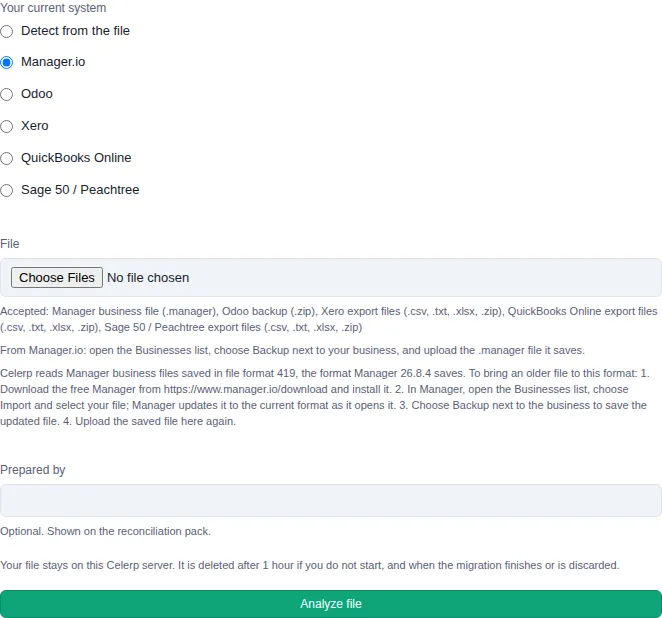 Your current system
Detect from the file
Manager.io
Odoo
Xero
QuickBooks Online
Sage 50 / Peachtree
File
Choose Files No file chosen
Accepted: Manager business file (.manager), Odoo backup (.zip), Xero export files (.csv, .txt, .xlsx, .zip), QuickBooks Online export files
(.csv, .txt, .xlsx, .zip), Sage 50 / Peachtree export files (.csv, .txt, .xlsx, .zip)
From Manager.io: open the Businesses list, choose Backup next to your business, and upload the .manager file it saves.
Celerp reads Manager business files saved in file format 419, the format Manager 26.8.4 saves. To bring an older file to this format: 1.
Download the free Manager from https://www.manager.io/download and install it. 2. In Manager, open the Businesses list, choose
Import and select your file; Manager updates it to the current format as it opens it. 3. Choose Backup next to the business to save the
updated file. 4. Upload the saved file here again.
Prepared by
Optional. Shown on the reconciliation pack.
Your file stays on this Celerp server. It is deleted after 1 hour if you do not start, and when the migration finishes or is discarded.
Analyze file